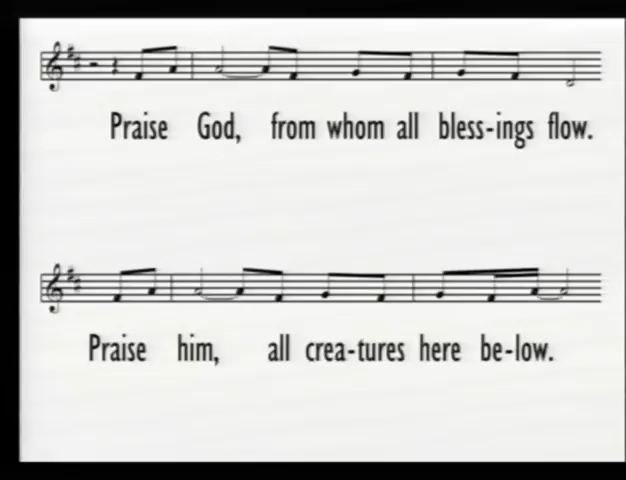 Praise God, from whom all bless-ings flow.
Praise him, all crea-tures here be-low.